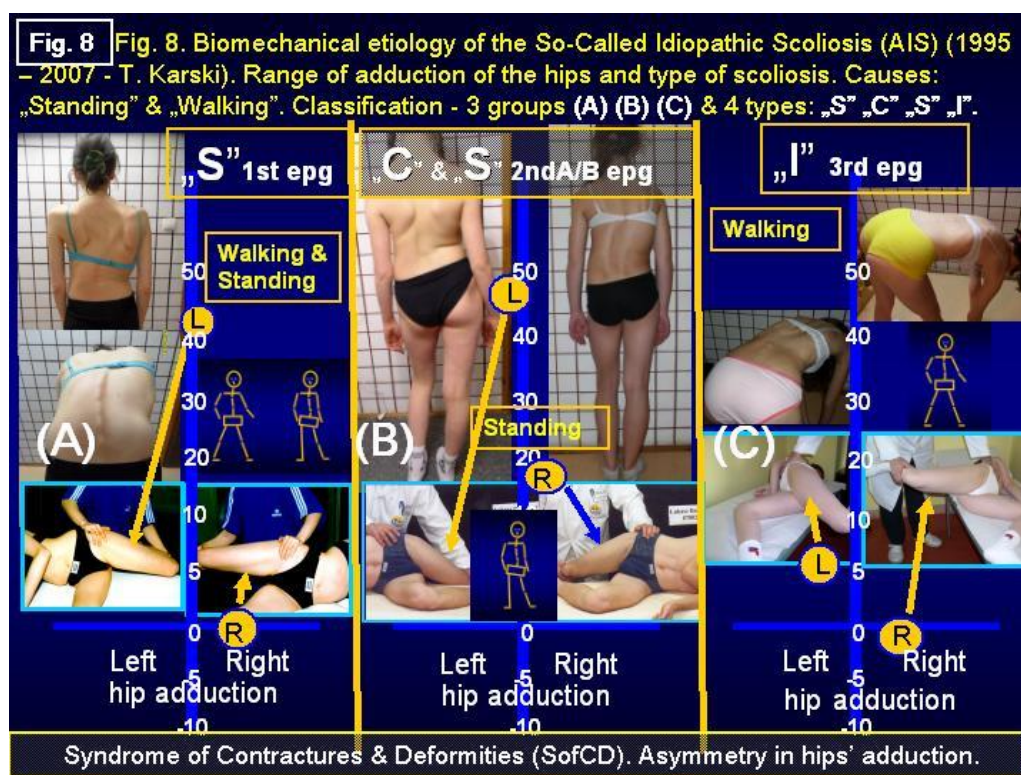 Fig. 8 Fig. 8. Biomechanical etiology of the So-Called Idiopathic Scoliosis (AIS) (1995
– 2007 - T. Karski). Range of adduction of the hips and type of scoliosis. Causes:
„Standing” & „Walking”. Classification - 3 groups (A) (B) (C) & 4 types: „S” „C” „S” „I”.
„S” 1st epg
Walking &
Standing
50
L
40
30
(A)
20
10
5
R
0
Left Right
-5
hip adduction
-10
„C” & „S” 2ndA/B epg
50
L
40
30
Standing
(B)
20
R
0
Left Right
-5
hip adduction
-10
„I” 3rd epg
Walking
50
40
30
(C)
20
10
L
5
R
0
Left Right
-5
hip adduction
-10
Syndrome of Contractures & Deformities (SofCD). Asymmetry in hips’ adduction.